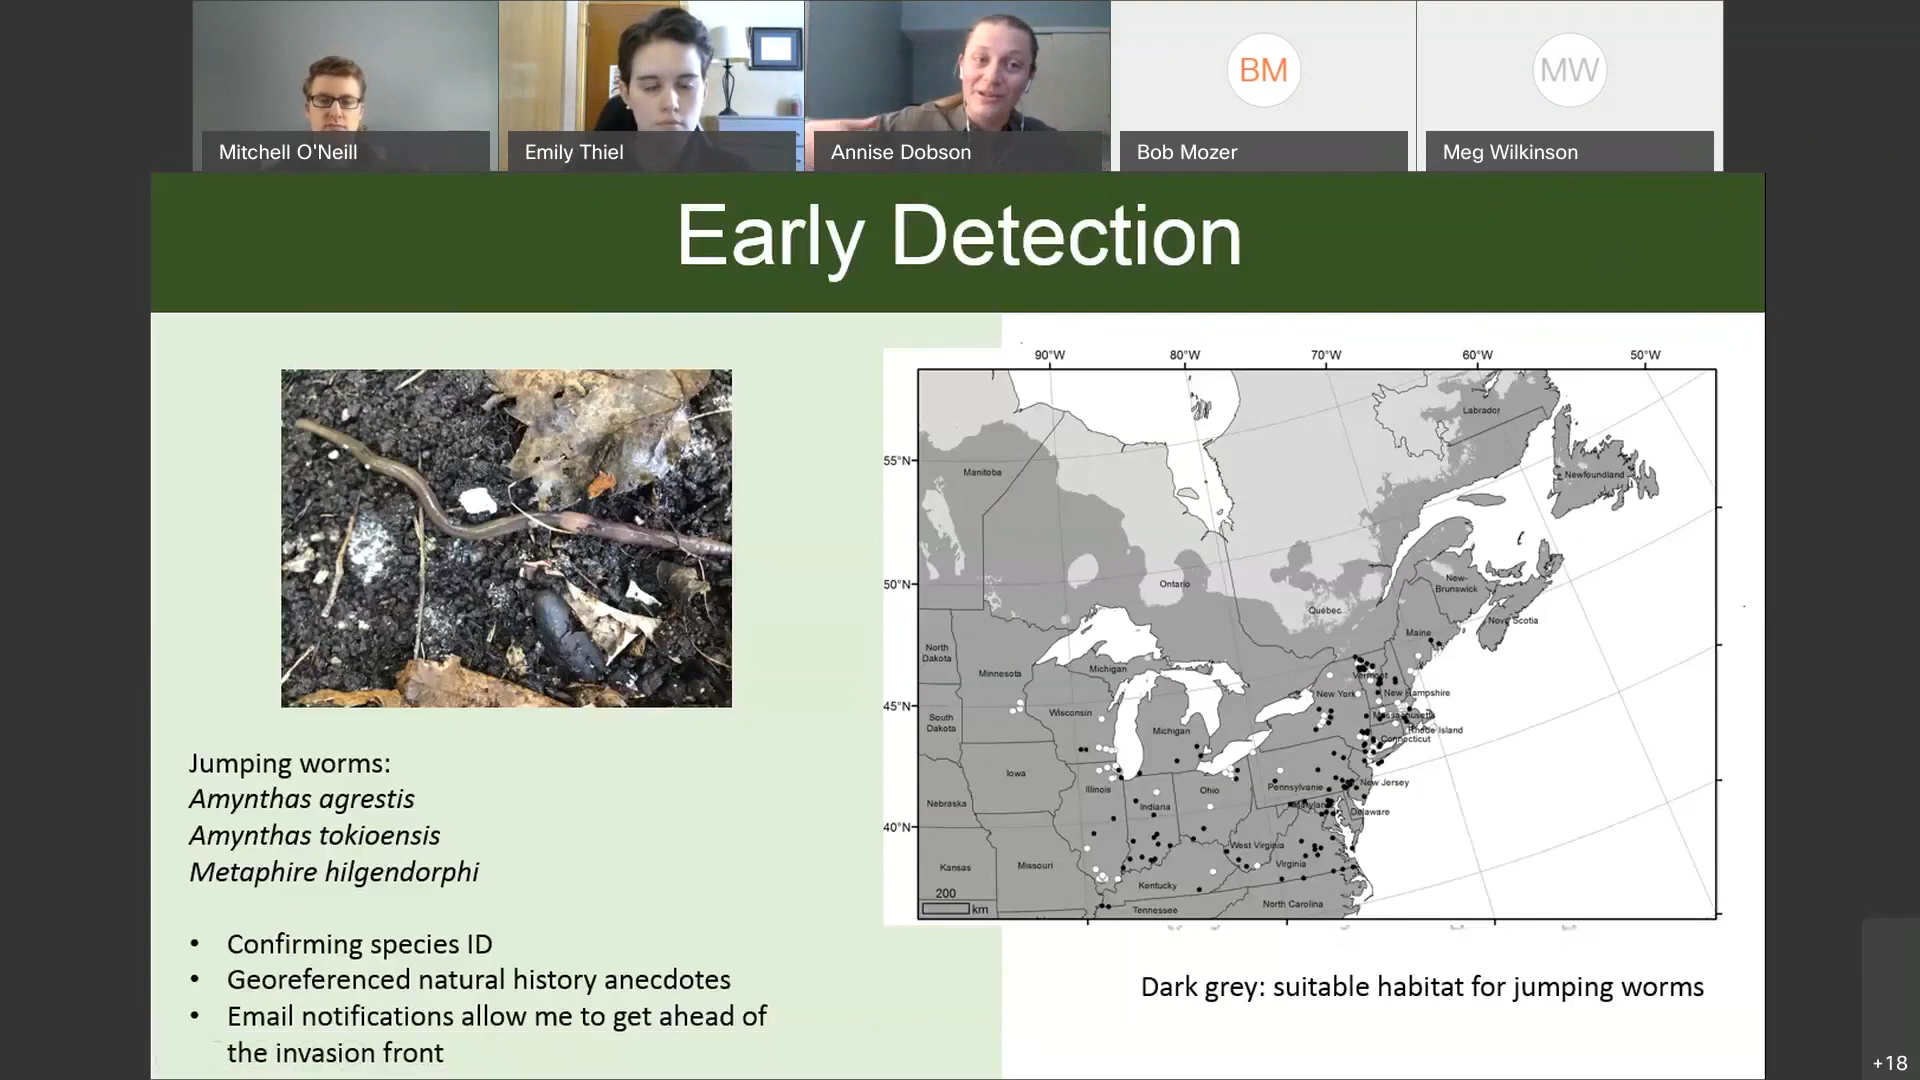 BM
MW
Mitchell O'Neill
Emily Thiel
Annise Dobson
Bob Mozer
Meg Wilkinson
Early Detection
90°W
80°W
70°W
60°W
50°W
55°N
50°N
45°N
40°N
Labrador
Manitoba
Newfoundland
Ontario
Québec
New-
Brunswick
Nova Scotia
Maine
North
Dakota
Minnesota
Michigan
Vermont
New York
New Hampshire
South
Dakota
Wisconsin
Michigan
Massachusetts
Rhode Island
Connecticut
Iowa
Nebraska
Illinois
Indiana
Ohio
Pennsylvanie
New Jersey
Maryland
Delaware
Kansas
Missouri
West Virginia
Virginia
Kentucky
Tennessee
North Carolina
200
km
Jumping worms:
Amynthas agrestis
Amynthas tokioensis
Metaphire hilgendorphi
• Confirming species ID
• Georeferenced natural history anecdotes
• Email notifications allow me to get ahead of
the invasion front
Dark grey: suitable habitat for jumping worms
+18